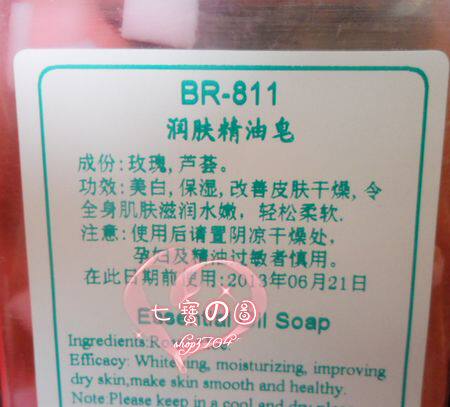 BR-811
润肤精油皂
成份:玫瑰,芦荟。
功效:美白,保湿,改善皮肤干燥,令
全身肌肤滋润水嫩，轻松柔软.
注意:使用后请置阴凉干燥处,
孕妇及精油过敏者慎用。
在此日期前使用:2013年06月21日
七寶の圖
shop3704
Essential Oil Soap
Ingredients:
Efficacy: Whitening, moisturizing, improving
dry skin,make skin smooth and healthy.
Note:Please keep in a cool and dry